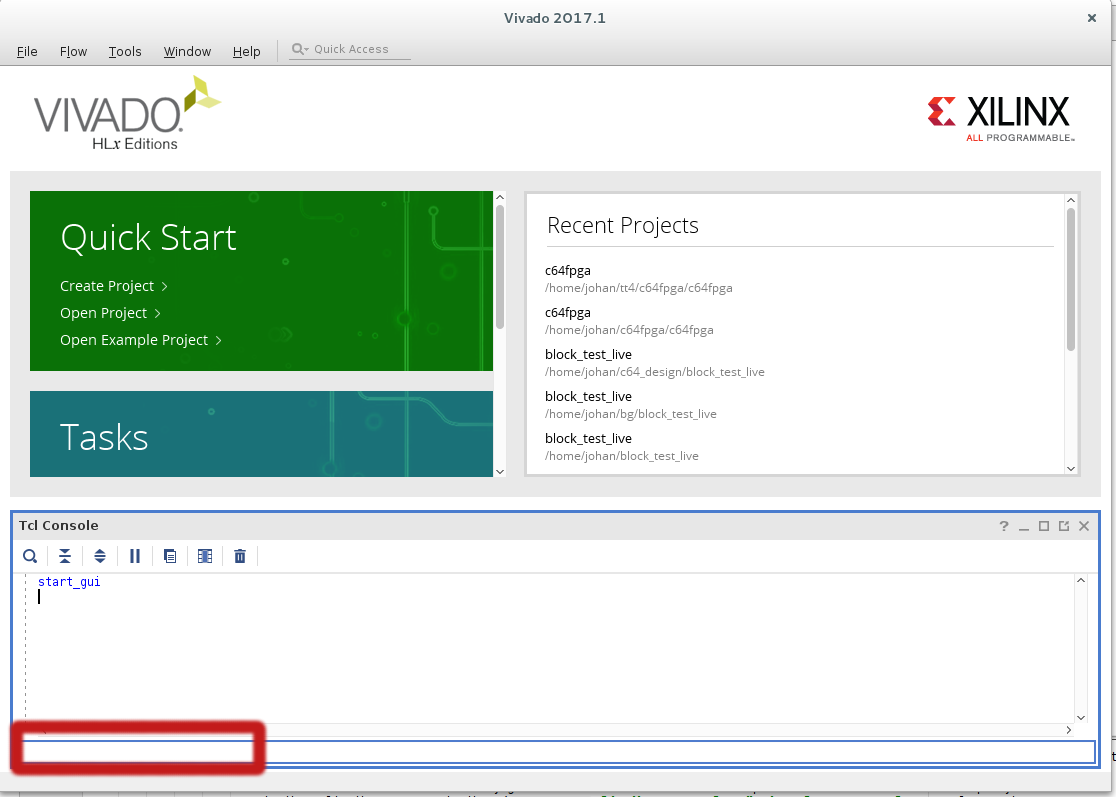 Vivado 2017.1
File Flow Tools Window Help Quick Access
VIVADO.
HLx Editions
XILINX
ALL PROGRAMMABLE™
Quick Start
Create Project >
Open Project >
Open Example Project >
Tasks
Recent Projects
c64fpga
/home/johan/tt4/c64fpga/c64fpga
c64fpga
/home/johan/c64fpga/c64fpga
block_test_live
/home/johan/c64_design/block_test_live
block_test_live
/home/johan/bg/block_test_live
block_test_live
/home/johan/block_test_live
Tcl Console
start_gui